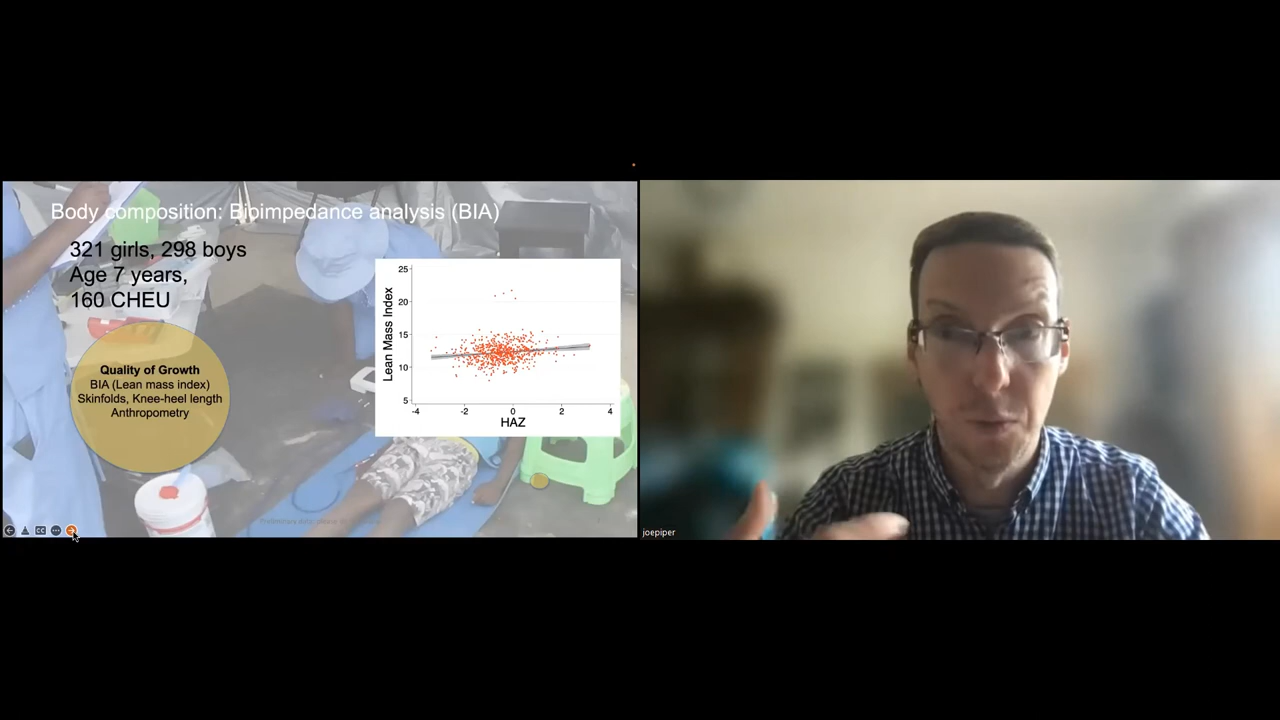 Body composition: Bioimpedance analysis (BIA)
321 girls, 298 boys
Age 7 years,
160 CHEU
Quality of Growth
BIA (Lean mass index)
Skinfolds, Knee-heel length
Anthropometry
Lean Mass Index
25
20
15
10
5
-4 -2 0 2 4
HAZ
joepiper